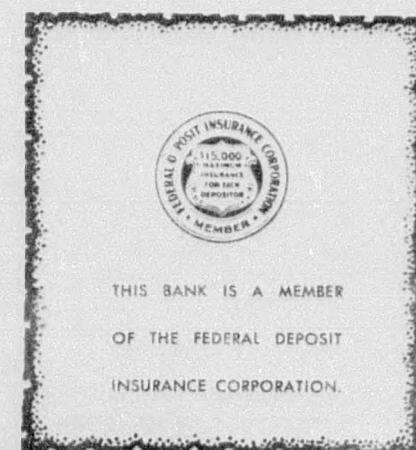 FEDERAL D POSIT INSURANCE CORPORATION
$15,000
MAXIMUM
INSURANCE
FOR EACH
DEPOSITOR
• MEMBER •
THIS BANK IS A MEMBER
OF THE FEDERAL DEPOSIT
INSURANCE CORPORATION.